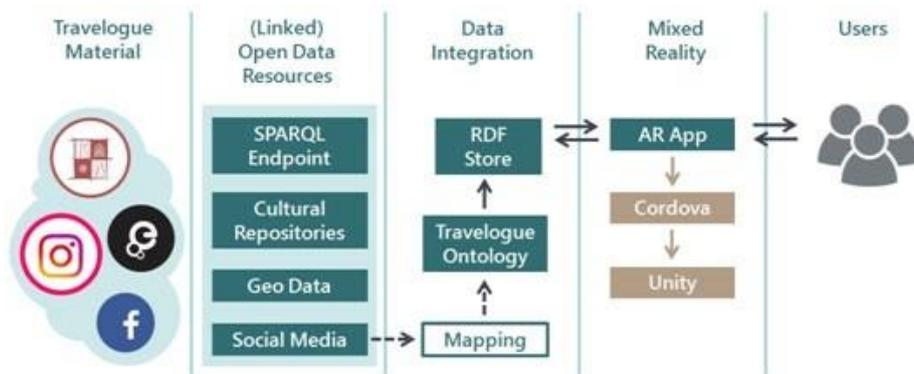 Travelogue
Material
(Linked)
Open Data
Resources
Data
Integration
Mixed
Reality
Users
SPARQL
Endpoint
Cultural
Repositories
Geo Data
Social Media
RDF
Store
Travelogue
Ontology
Mapping
AR App
Cordova
Unity